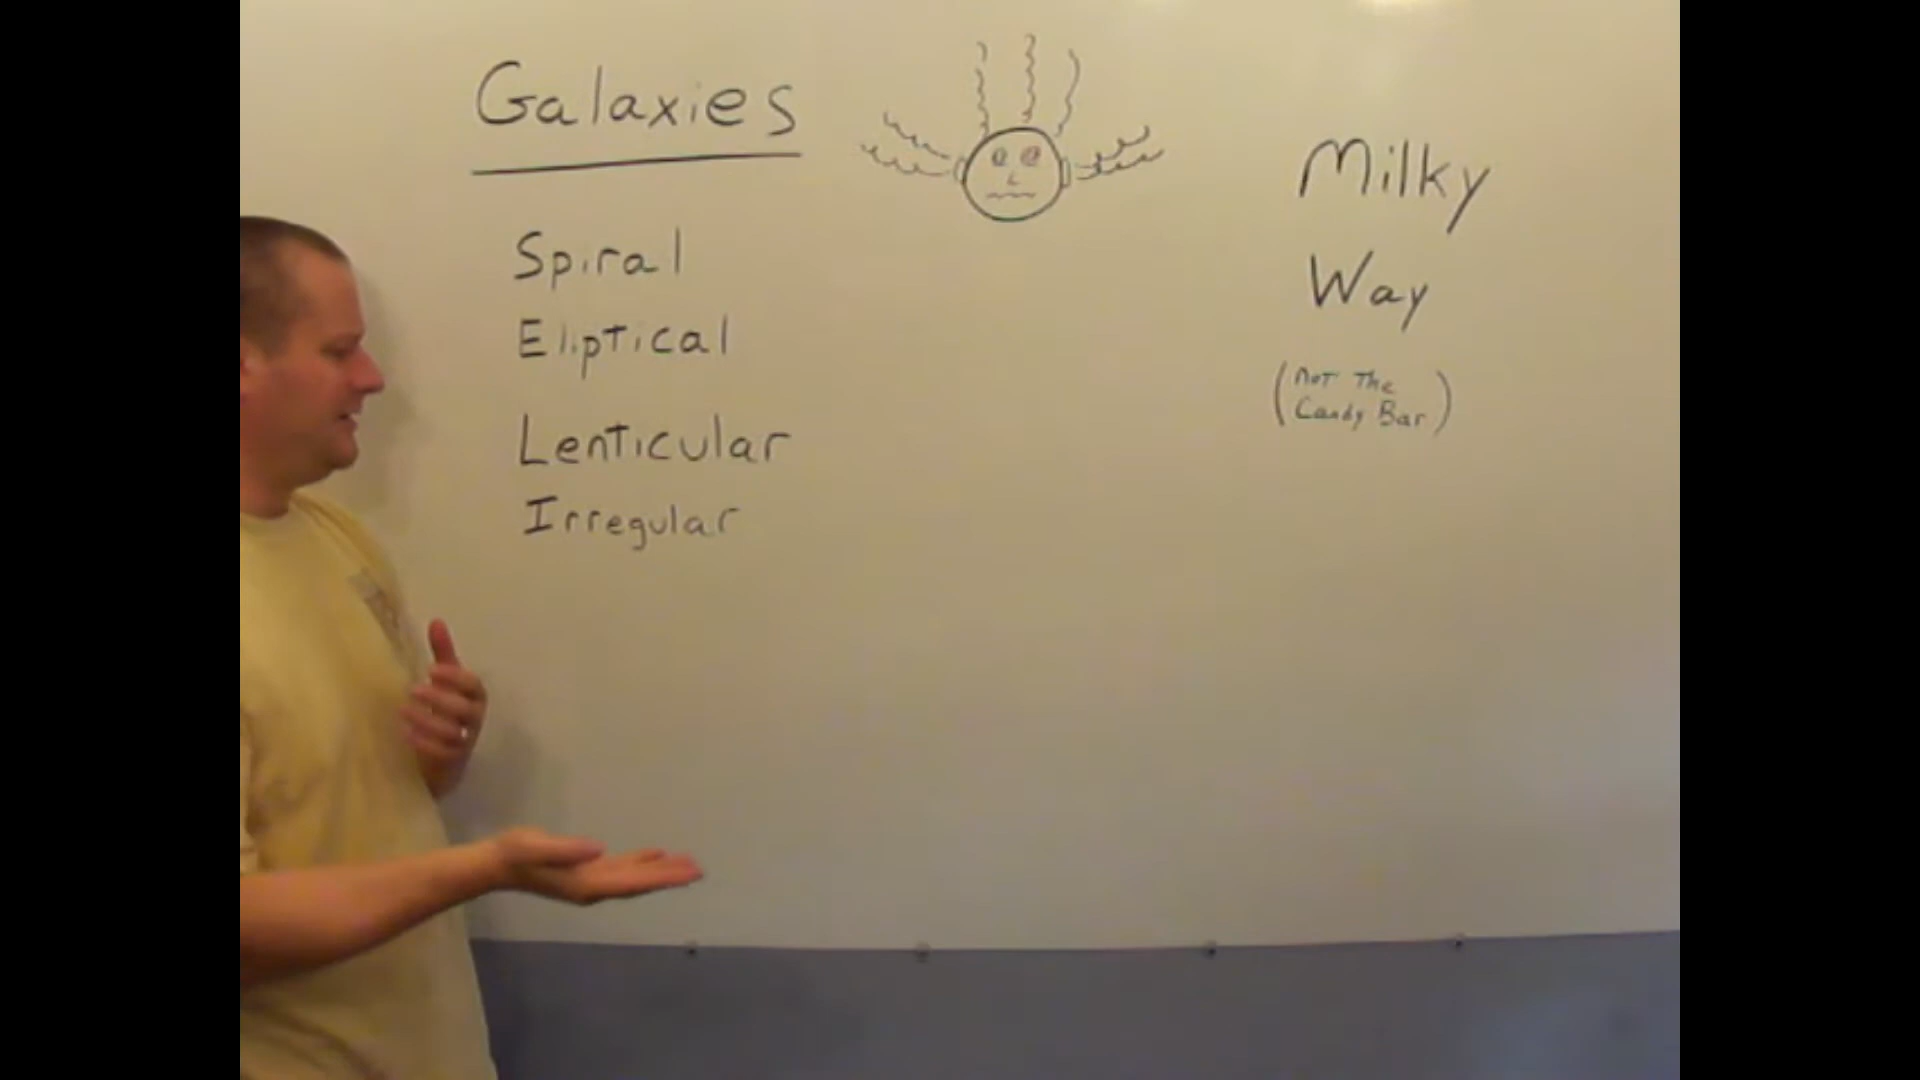 Galaxies
Spiral
Eliptical
Lenticular
Irregular
Milky
Way
(Not The
Candy Bar)